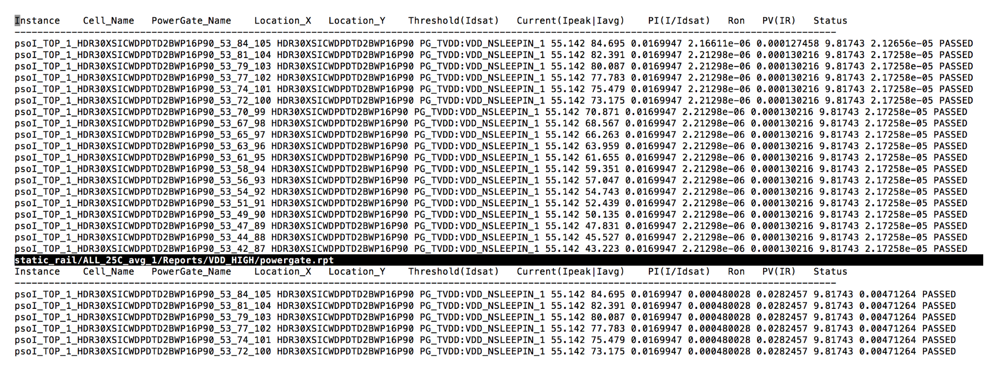 Instance    Cell_Name   PowerGate_Name    Location_X   Location_Y    Threshold(Idsat)   Current(Ipeak|Iavg)    PI(I/Idsat)   Ron   PV(IR)   Status
------------------------------------------------------------------------------------------------------------------------------------------------
psoI_TOP_1_HDR30XSICWDPDTD2BWP16P90_53_84_105 HDR30XSICWDPDTD2BWP16P90 PG_TVDD:VDD_NSLEEPIN_1 55.142 84.695 0.0169947 2.16611e-06 0.000127458 9.81743 2.12656e-05 PASSED
psoI_TOP_1_HDR30XSICWDPDTD2BWP16P90_53_81_104 HDR30XSICWDPDTD2BWP16P90 PG_TVDD:VDD_NSLEEPIN_1 55.142 82.391 0.0169947 2.21298e-06 0.000130216 9.81743 2.17258e-05 PASSED
psoI_TOP_1_HDR30XSICWDPDTD2BWP16P90_53_79_103 HDR30XSICWDPDTD2BWP16P90 PG_TVDD:VDD_NSLEEPIN_1 55.142 80.087 0.0169947 2.21298e-06 0.000130216 9.81743 2.17258e-05 PASSED
psoI_TOP_1_HDR30XSICWDPDTD2BWP16P90_53_77_102 HDR30XSICWDPDTD2BWP16P90 PG_TVDD:VDD_NSLEEPIN_1 55.142 77.783 0.0169947 2.21298e-06 0.000130216 9.81743 2.17258e-05 PASSED
psoI_TOP_1_HDR30XSICWDPDTD2BWP16P90_53_74_101 HDR30XSICWDPDTD2BWP16P90 PG_TVDD:VDD_NSLEEPIN_1 55.142 75.479 0.0169947 2.21298e-06 0.000130216 9.81743 2.17258e-05 PASSED
psoI_TOP_1_HDR30XSICWDPDTD2BWP16P90_53_72_100 HDR30XSICWDPDTD2BWP16P90 PG_TVDD:VDD_NSLEEPIN_1 55.142 73.175 0.0169947 2.21298e-06 0.000130216 9.81743 2.17258e-05 PASSED
psoI_TOP_1_HDR30XSICWDPDTD2BWP16P90_53_70_99 HDR30XSICWDPDTD2BWP16P90 PG_TVDD:VDD_NSLEEPIN_1 55.142 70.871 0.0169947 2.21298e-06 0.000130216 9.81743 2.17258e-05 PASSED
psoI_TOP_1_HDR30XSICWDPDTD2BWP16P90_53_67_98 HDR30XSICWDPDTD2BWP16P90 PG_TVDD:VDD_NSLEEPIN_1 55.142 68.567 0.0169947 2.21298e-06 0.000130216 9.81743 2.17258e-05 PASSED
psoI_TOP_1_HDR30XSICWDPDTD2BWP16P90_53_65_97 HDR30XSICWDPDTD2BWP16P90 PG_TVDD:VDD_NSLEEPIN_1 55.142 66.263 0.0169947 2.21298e-06 0.000130216 9.81743 2.17258e-05 PASSED
psoI_TOP_1_HDR30XSICWDPDTD2BWP16P90_53_63_96 HDR30XSICWDPDTD2BWP16P90 PG_TVDD:VDD_NSLEEPIN_1 55.142 63.959 0.0169947 2.21298e-06 0.000130216 9.81743 2.17258e-05 PASSED
psoI_TOP_1_HDR30XSICWDPDTD2BWP16P90_53_61_95 HDR30XSICWDPDTD2BWP16P90 PG_TVDD:VDD_NSLEEPIN_1 55.142 61.655 0.0169947 2.21298e-06 0.000130216 9.81743 2.17258e-05 PASSED
psoI_TOP_1_HDR30XSICWDPDTD2BWP16P90_53_58_94 HDR30XSICWDPDTD2BWP16P90 PG_TVDD:VDD_NSLEEPIN_1 55.142 59.351 0.0169947 2.21298e-06 0.000130216 9.81743 2.17258e-05 PASSED
psoI_TOP_1_HDR30XSICWDPDTD2BWP16P90_53_56_93 HDR30XSICWDPDTD2BWP16P90 PG_TVDD:VDD_NSLEEPIN_1 55.142 57.047 0.0169947 2.21298e-06 0.000130216 9.81743 2.17258e-05 PASSED
psoI_TOP_1_HDR30XSICWDPDTD2BWP16P90_53_54_92 HDR30XSICWDPDTD2BWP16P90 PG_TVDD:VDD_NSLEEPIN_1 55.142 54.743 0.0169947 2.21298e-06 0.000130216 9.81743 2.17258e-05 PASSED
psoI_TOP_1_HDR30XSICWDPDTD2BWP16P90_53_51_91 HDR30XSICWDPDTD2BWP16P90 PG_TVDD:VDD_NSLEEPIN_1 55.142 52.439 0.0169947 2.21298e-06 0.000130216 9.81743 2.17258e-05 PASSED
psoI_TOP_1_HDR30XSICWDPDTD2BWP16P90_53_49_90 HDR30XSICWDPDTD2BWP16P90 PG_TVDD:VDD_NSLEEPIN_1 55.142 50.135 0.0169947 2.21298e-06 0.000130216 9.81743 2.17258e-05 PASSED
psoI_TOP_1_HDR30XSICWDPDTD2BWP16P90_53_47_89 HDR30XSICWDPDTD2BWP16P90 PG_TVDD:VDD_NSLEEPIN_1 55.142 47.831 0.0169947 2.21298e-06 0.000130216 9.81743 2.17258e-05 PASSED
psoI_TOP_1_HDR30XSICWDPDTD2BWP16P90_53_44_88 HDR30XSICWDPDTD2BWP16P90 PG_TVDD:VDD_NSLEEPIN_1 55.142 45.527 0.0169947 2.21298e-06 0.000130216 9.81743 2.17258e-05 PASSED
psoI_TOP_1_HDR30XSICWDPDTD2BWP16P90_53_42_87 HDR30XSICWDPDTD2BWP16P90 PG_TVDD:VDD_NSLEEPIN_1 55.142 43.223 0.0169947 2.21298e-06 0.000130216 9.81743 2.17258e-05 PASSED
static_rail/ALL_25C_avg_1/Reports/VDD_HIGH/powergate.rpt
Instance    Cell_Name   PowerGate_Name    Location_X   Location_Y    Threshold(Idsat)   Current(Ipeak|Iavg)    PI(I/Idsat)   Ron   PV(IR)   Status
------------------------------------------------------------------------------------------------------------------------------------------------
psoI_TOP_1_HDR30XSICWDPDTD2BWP16P90_53_84_105 HDR30XSICWDPDTD2BWP16P90 PG_TVDD:VDD_NSLEEPIN_1 55.142 84.695 0.0169947 0.000480028 0.0282457 9.81743 0.00471264 PASSED
psoI_TOP_1_HDR30XSICWDPDTD2BWP16P90_53_81_104 HDR30XSICWDPDTD2BWP16P90 PG_TVDD:VDD_NSLEEPIN_1 55.142 82.391 0.0169947 0.000480028 0.0282457 9.81743 0.00471264 PASSED
psoI_TOP_1_HDR30XSICWDPDTD2BWP16P90_53_79_103 HDR30XSICWDPDTD2BWP16P90 PG_TVDD:VDD_NSLEEPIN_1 55.142 80.087 0.0169947 0.000480028 0.0282457 9.81743 0.00471264 PASSED
psoI_TOP_1_HDR30XSICWDPDTD2BWP16P90_53_77_102 HDR30XSICWDPDTD2BWP16P90 PG_TVDD:VDD_NSLEEPIN_1 55.142 77.783 0.0169947 0.000480028 0.0282457 9.81743 0.00471264 PASSED
psoI_TOP_1_HDR30XSICWDPDTD2BWP16P90_53_74_101 HDR30XSICWDPDTD2BWP16P90 PG_TVDD:VDD_NSLEEPIN_1 55.142 75.479 0.0169947 0.000480028 0.0282457 9.81743 0.00471264 PASSED
psoI_TOP_1_HDR30XSICWDPDTD2BWP16P90_53_72_100 HDR30XSICWDPDTD2BWP16P90 PG_TVDD:VDD_NSLEEPIN_1 55.142 73.175 0.0169947 0.000480028 0.0282457 9.81743 0.00471264 PASSED